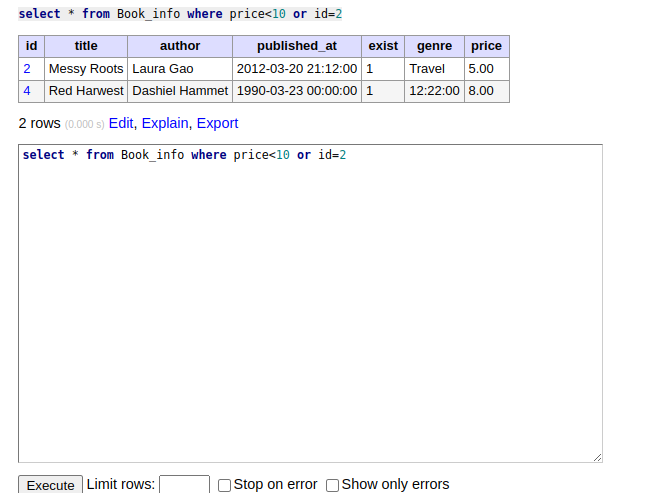 select * from Book_info where price<10 or id=2
id title author published_at exist genre price
2 Messy Roots Laura Gao 2012-03-20 21:12:00 1 Travel 5.00
4 Red Harwest Dashiel Hammet 1990-03-23 00:00:00 1 12:22:00 8.00
2 rows (0.000 s) Edit, Explain, Export
select * from Book_info where price<10 or id=2
Execute Limit rows: Stop on error Show only errors